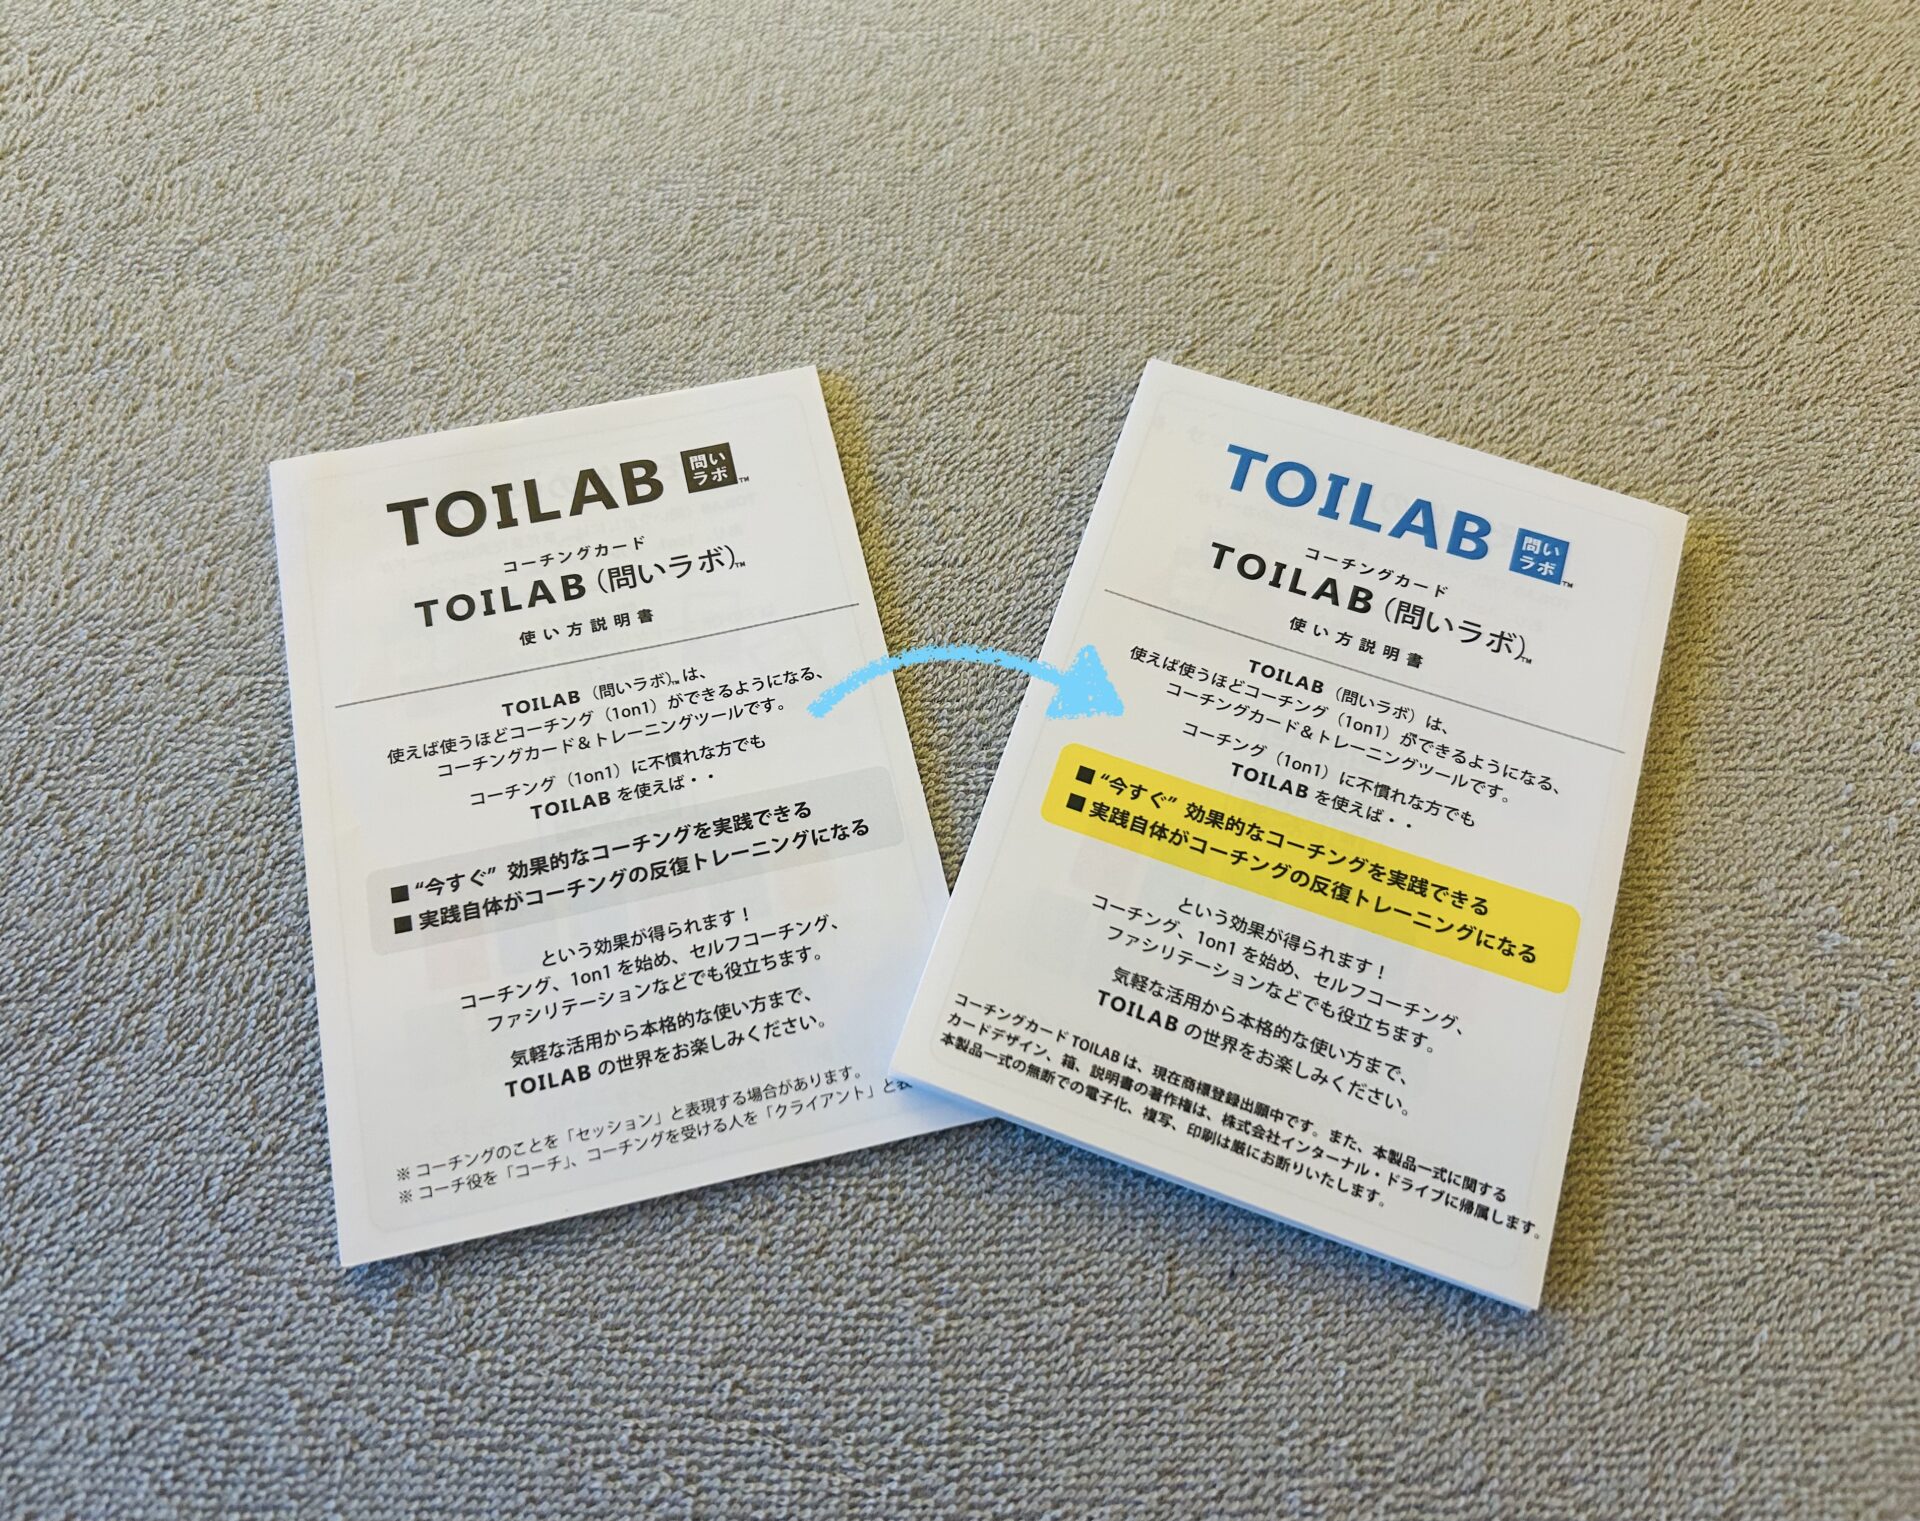 TOILAB 問い
ラボ™
コーチングカード
TOILAB（問いラボ）™
使い方説明書
TOILAB（問いラボ）™は、
使えば使うほどコーチング（1on1）ができるようになる、
コーチングカード＆トレーニングツールです。
コーチング（1on1）に不慣れな方でも
TOILAB を使えば・・
■ “今すぐ” 効果的なコーチングを実践できる
■ 実践自体がコーチングの反復トレーニングになる
という効果が得られます！
コーチング、1on1 を始め、セルフコーチング、
ファシリテーションなどでも役立ちます。
気軽な活用から本格的な使い方まで、
TOILAB の世界をお楽しみください。
※ コーチングのことを「セッション」と表現する場合があります。
※ コーチ役を「コーチ」、コーチングを受ける人を「クライアント」と表
TOILAB 問い
ラボ™
コーチングカード
TOILAB（問いラボ）™
使い方説明書
TOILAB（問いラボ）は、
使えば使うほどコーチング（1on1）ができるようになる、
コーチングカード＆トレーニングツールです。
コーチング（1on1）に不慣れな方でも
TOILAB を使えば・・
■ “今すぐ” 効果的なコーチングを実践できる
■ 実践自体がコーチングの反復トレーニングになる
という効果が得られます！
コーチング、1on1 を始め、セルフコーチング、
ファシリテーションなどでも役立ちます。
気軽な活用から本格的な使い方まで、
TOILAB の世界をお楽しみください。
コーチングカード TOILAB は、現在商標登録出願中です。また、本製品一式に関する
カードデザイン、箱、説明書の著作権は、株式会社インターナル・ドライブに帰属します。
本製品一式の無断での電子化、複写、印刷は厳にお断りいたします。